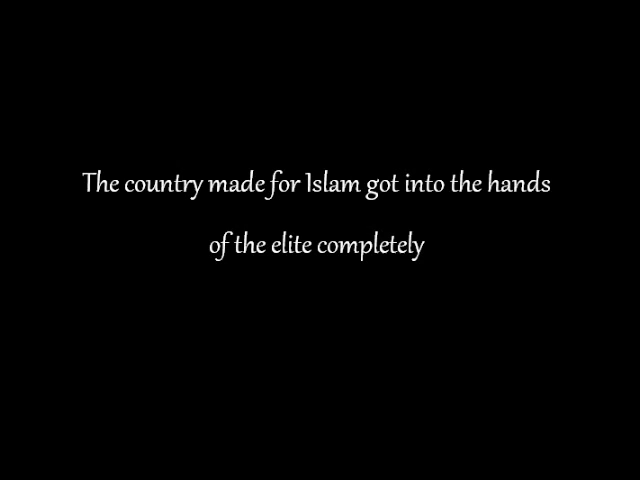 The country made for Islam got into the hands
of the elite completely